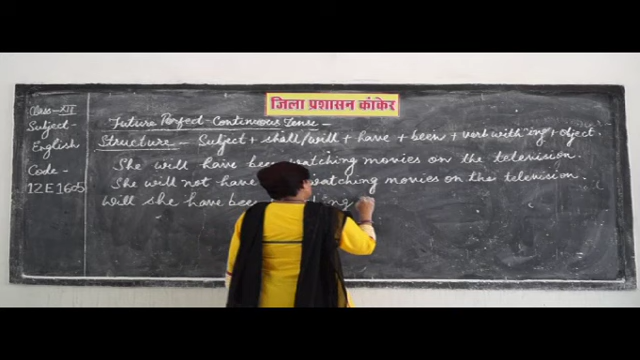 जिला प्रशासन कांकेर
Class - XII
Subject -
English
Code -
12E1605
Future Perfect Continuous Tense -
Structure - Subject + shall/will + have + been + verb with ing + object.
She will have been watching movies on the television.
She will not have watching movies on the television.
Will she have been